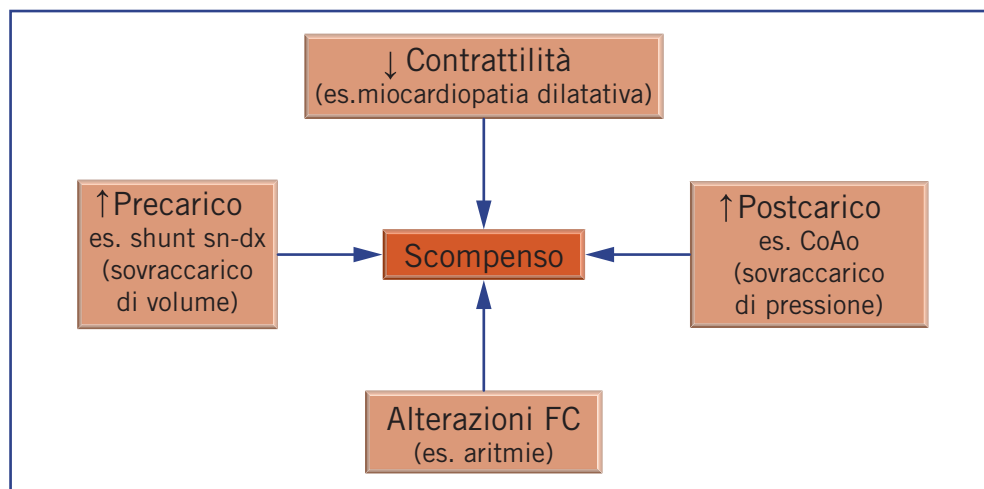 ↓ Contrattilità
(es.miocardiopatia dilatativa)
↑Precarico
es. shunt sn-dx
(sovraccarico
di volume)
Scompenso
↑Postcarico
es. CoAo
(sovraccarico
di pressione)
Alterazioni FC
(es. aritmie)